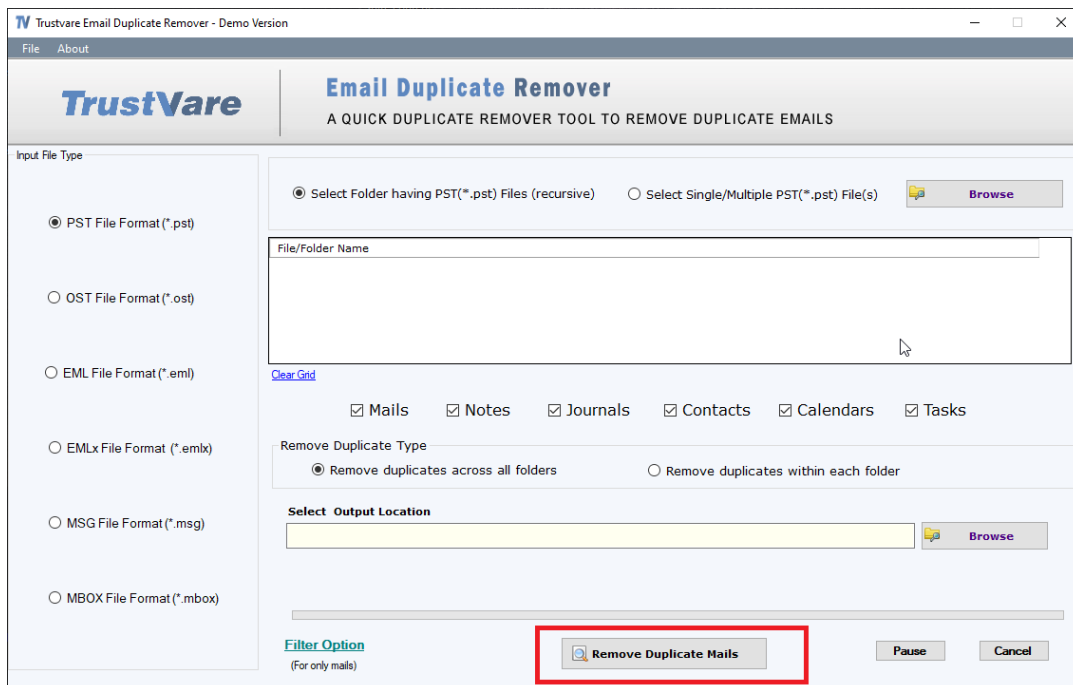 TV Trustvare Email Duplicate Remover - Demo Version
File About
TrustVare
Email Duplicate Remover
A QUICK DUPLICATE REMOVER TOOL TO REMOVE DUPLICATE EMAILS
Input File Type
Select Folder having PST(*.pst) Files (recursive) Select Single/Multiple PST(*.pst) File(s) Browse
PST File Format (*.pst)
File/Folder Name
OST File Format (*.ost)
EML File Format (*.eml)
Clear Grid
Mails Notes Journals Contacts Calendars Tasks
EMLx File Format (*.emlx)
Remove Duplicate Type
Remove duplicates across all folders Remove duplicates within each folder
Select Output Location
MSG File Format (*.msg)
Browse
MBOX File Format (*.mbox)
Filter Option
(For only mails)
Remove Duplicate Mails
Pause Cancel